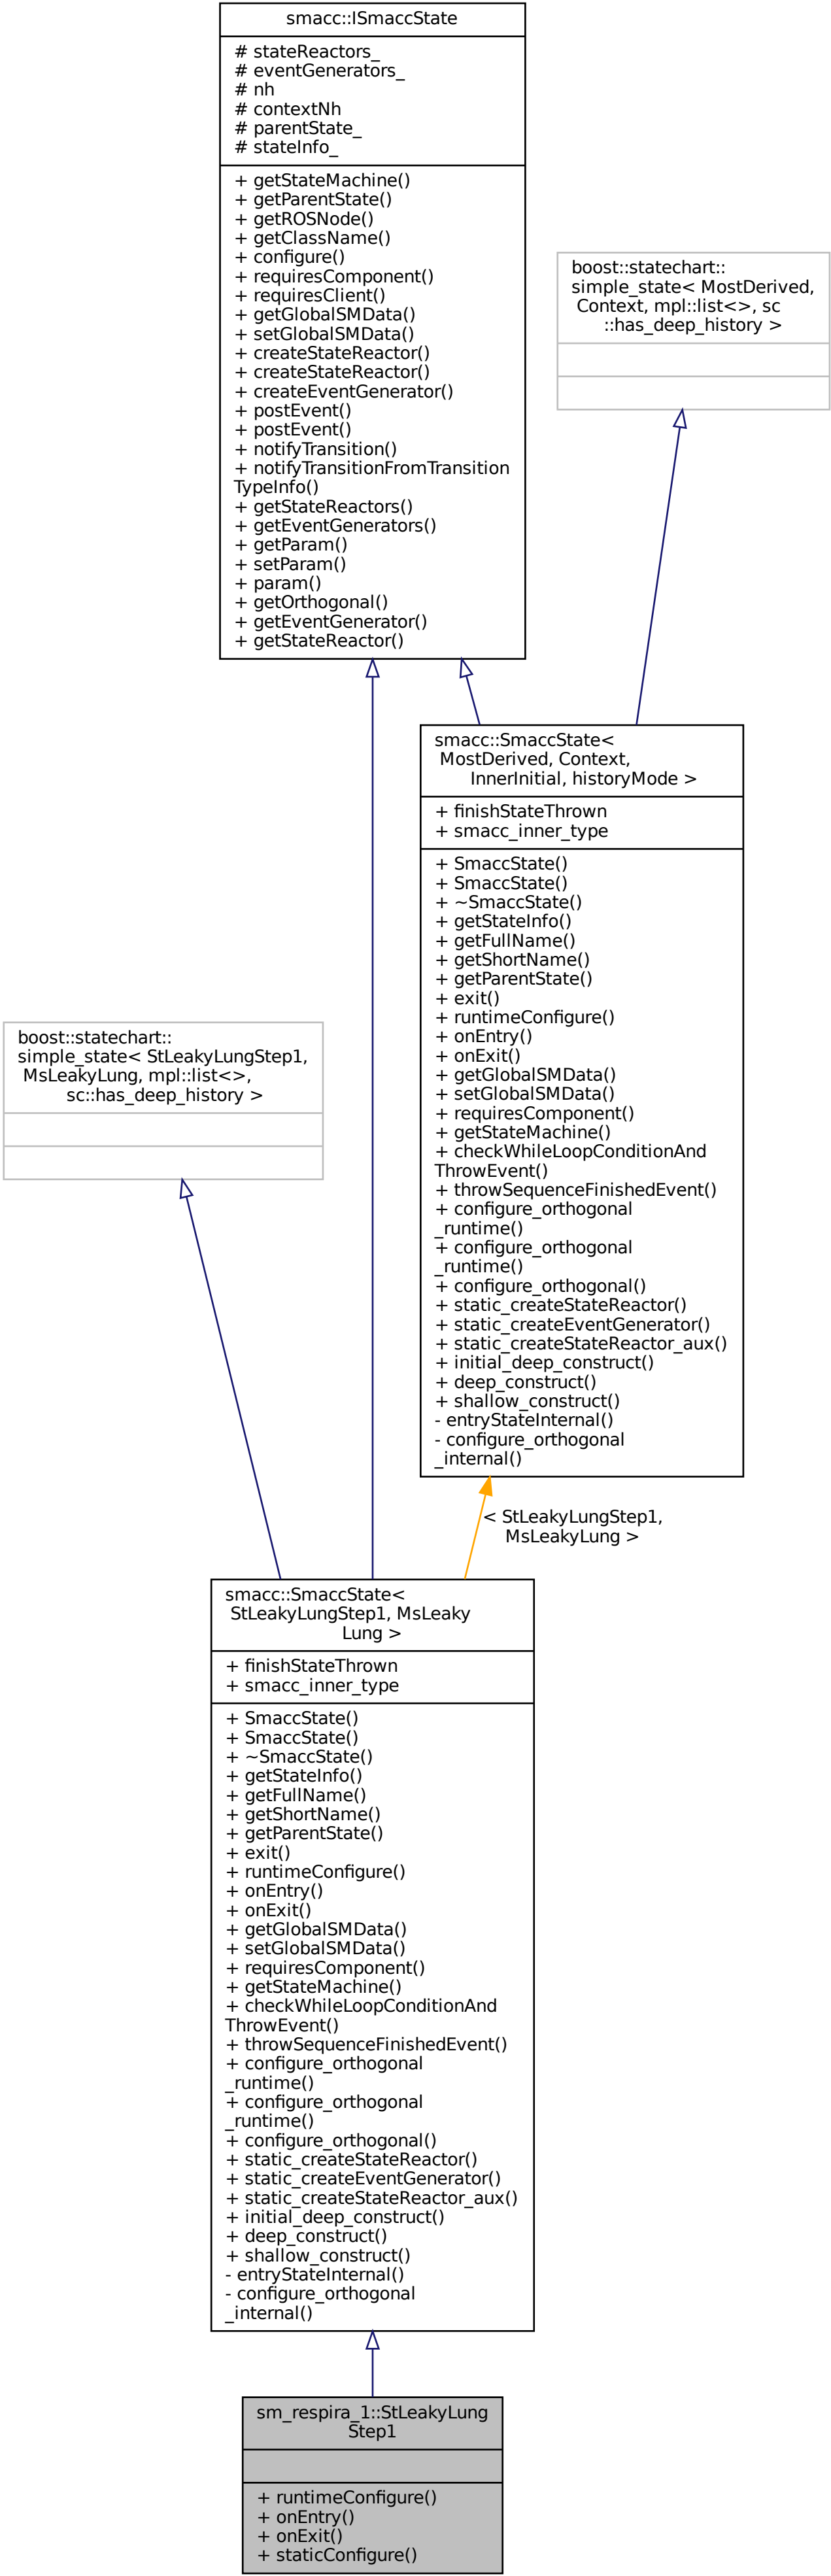 smacc::ISmaccState
# stateReactors_
# eventGenerators_
# nh
# contextNh
# parentState_
# stateInfo_
+ getStateMachine()
+ getParentState()
+ getROSNode()
+ getClassName()
+ configure()
+ requiresComponent()
+ requiresClient()
+ getGlobalSMData()
+ setGlobalSMData()
+ createStateReactor()
+ createStateReactor()
+ createEventGenerator()
+ postEvent()
+ postEvent()
+ notifyTransition()
+ notifyTransitionFromTransition
TypeInfo()
+ getStateReactors()
+ getEventGenerators()
+ getParam()
+ setParam()
+ param()
+ getOrthogonal()
+ getEventGenerator()
+ getStateReactor()
boost::statechart::
simple_state< MostDerived,
Context, mpl::list<>, sc
::has_deep_history >
smacc::SmaccState<
MostDerived, Context,
InnerInitial, historyMode >
+ finishStateThrown
+ smacc_inner_type
+ SmaccState()
+ SmaccState()
+ ~SmaccState()
+ getStateInfo()
+ getFullName()
+ getShortName()
+ getParentState()
+ exit()
+ runtimeConfigure()
+ onEntry()
+ onExit()
+ getGlobalSMData()
+ setGlobalSMData()
+ requiresComponent()
+ getStateMachine()
+ checkWhileLoopConditionAnd
ThrowEvent()
+ throwSequenceFinishedEvent()
+ configure_orthogonal
_runtime()
+ configure_orthogonal
_runtime()
+ configure_orthogonal()
+ static_createStateReactor()
+ static_createEventGenerator()
+ static_createStateReactor_aux()
+ initial_deep_construct()
+ deep_construct()
+ shallow_construct()
- entryStateInternal()
- configure_orthogonal
_internal()
boost::statechart::
simple_state< StLeakyLungStep1,
MsLeakyLung, mpl::list<>,
sc::has_deep_history >
< StLeakyLungStep1,
MsLeakyLung >
smacc::SmaccState<
StLeakyLungStep1, MsLeaky
Lung >
+ finishStateThrown
+ smacc_inner_type
+ SmaccState()
+ SmaccState()
+ ~SmaccState()
+ getStateInfo()
+ getFullName()
+ getShortName()
+ getParentState()
+ exit()
+ runtimeConfigure()
+ onEntry()
+ onExit()
+ getGlobalSMData()
+ setGlobalSMData()
+ requiresComponent()
+ getStateMachine()
+ checkWhileLoopConditionAnd
ThrowEvent()
+ throwSequenceFinishedEvent()
+ configure_orthogonal
_runtime()
+ configure_orthogonal
_runtime()
+ configure_orthogonal()
+ static_createStateReactor()
+ static_createEventGenerator()
+ static_createStateReactor_aux()
+ initial_deep_construct()
+ deep_construct()
+ shallow_construct()
- entryStateInternal()
- configure_orthogonal
_internal()
sm_respira_1::StLeakyLung
Step1
+ runtimeConfigure()
+ onEntry()
+ onExit()
+ staticConfigure()